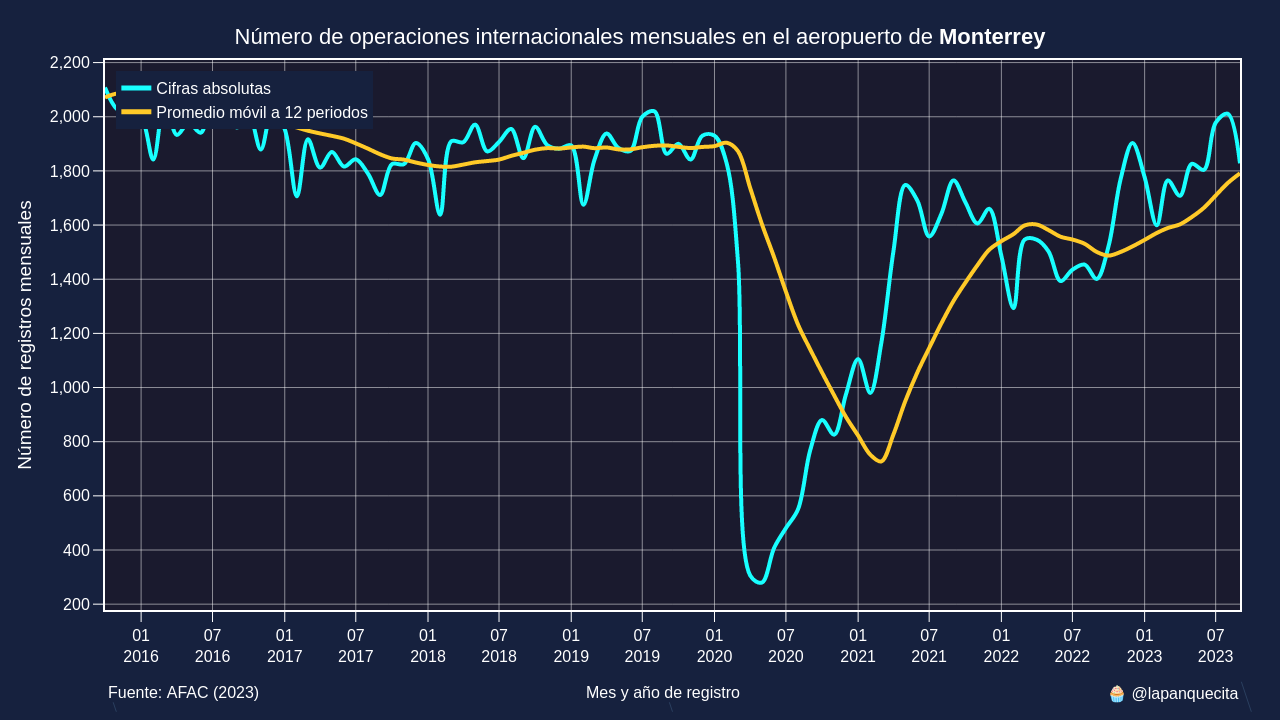 Número de operaciones internacionales mensuales en el aeropuerto de Monterrey
Cifras absolutas
Promedio móvil a 12 periodos
Número de registros mensuales
2,200
2,000
1,800
1,600
1,400
1,200
1,000
800
600
400
200
01 07 01 07 01 07 01 07 01 07 01 07 01 07 01 07
2016 2016 2017 2017 2018 2018 2019 2019 2020 2020 2021 2021 2022 2022 2023 2023
Fuente: AFAC (2023)
Mes y año de registro
🧁 @lapanquecita